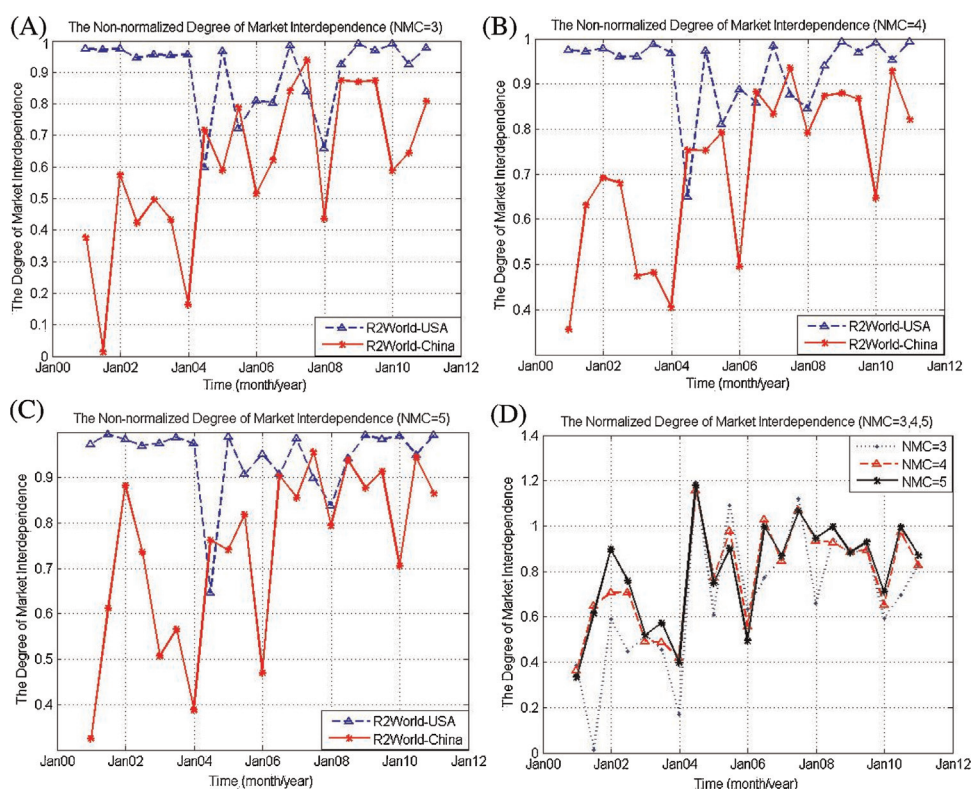 (A)
The Non-normalized Degree of Market Interdependence (NMC=3)
The Degree of Market Interdependence
1
0.9
0.8
0.7
0.6
0.5
0.4
0.3
0.2
0.1
0
R2World-USA
R2World-China
Jan00 Jan02 Jan04 Jan06 Jan08 Jan10 Jan12
Time (month/year)
(B)
The Non-normalized Degree of Market Interdependence (NMC=4)
The Degree of Market Interdependence
1
0.9
0.8
0.7
0.6
0.5
0.4
R2World-USA
R2World-China
Jan00 Jan02 Jan04 Jan06 Jan08 Jan10 Jan12
Time (month/year)
(C)
The Non-normalized Degree of Market Interdependence (NMC=5)
The Degree of Market Interdependence
1
0.9
0.8
0.7
0.6
0.5
0.4
R2World-USA
R2World-China
Jan00 Jan02 Jan04 Jan06 Jan08 Jan10 Jan12
Time (month/year)
(D)
The Normalized Degree of Market Interdependence (NMC=3,4,5)
The Degree of Market Interdependence
1.4
1.2
1
0.8
0.6
0.4
0.2
0
NMC=3
NMC=4
NMC=5
Jan00 Jan02 Jan04 Jan06 Jan08 Jan10 Jan12
Time (month/year)